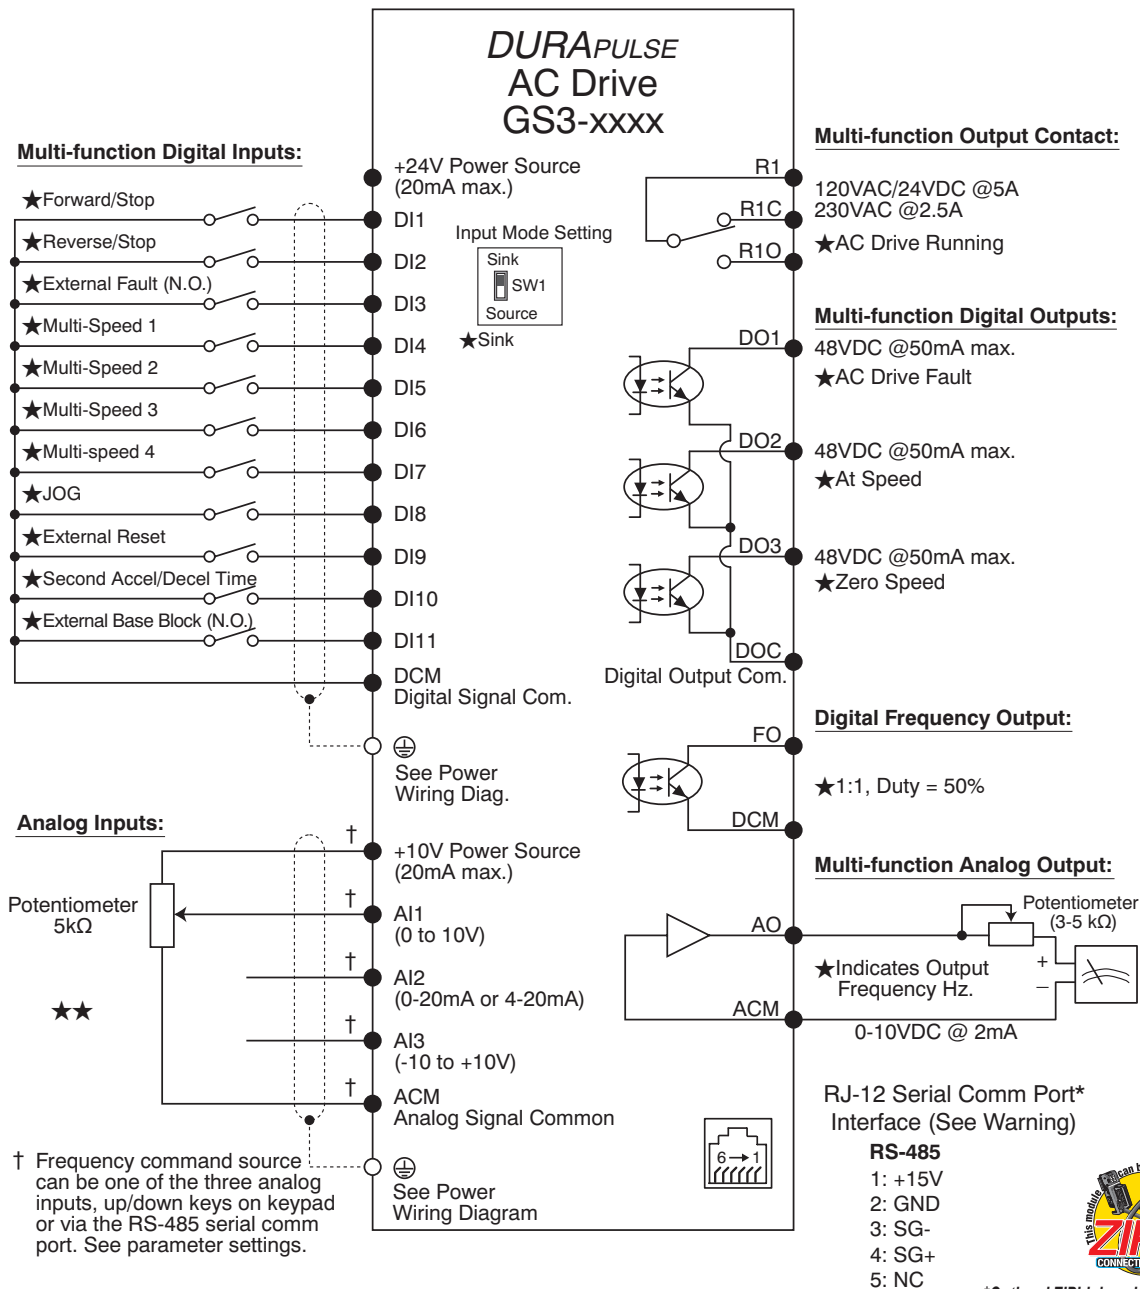 DURAPULSE
AC Drive
GS3-xxxx
Multi-function Digital Inputs:
★Forward/Stop
★Reverse/Stop
★External Fault (N.O.)
★Multi-Speed 1
★Multi-Speed 2
★Multi-Speed 3
★Multi-speed 4
★JOG
★External Reset
★Second Accel/Decel Time
★External Base Block (N.O.)
+24V Power Source
(20mA max.)
DI1
DI2
DI3
DI4
DI5
DI6
DI7
DI8
DI9
DI10
DI11
DCM
Digital Signal Com.
See Power
Wiring Diag.
Input Mode Setting
Sink
SW1
Source
★Sink
Analog Inputs:
Potentiometer
5kΩ
★★
†
+10V Power Source
(20mA max.)
†
AI1
(0 to 10V)
†
AI2
(0-20mA or 4-20mA)
†
AI3
(-10 to +10V)
†
ACM
Analog Signal Common
See Power
Wiring Diagram
† Frequency command source
can be one of the three analog
inputs, up/down keys on keypad
or via the RS-485 serial comm
port. See parameter settings.
Multi-function Output Contact:
R1
R1C
R1O
120VAC/24VDC @5A
230VAC @2.5A
★AC Drive Running
Multi-function Digital Outputs:
DO1
48VDC @50mA max.
★AC Drive Fault
DO2
48VDC @50mA max.
★At Speed
DO3
48VDC @50mA max.
★Zero Speed
DOC
Digital Output Com.
Digital Frequency Output:
FO
★1:1, Duty = 50%
DCM
Multi-function Analog Output:
Potentiometer
(3-5 kΩ)
AO
+
–
★Indicates Output
Frequency Hz.
ACM
0-10VDC @ 2mA
6→1
RJ-12 Serial Comm Port*
Interface (See Warning)
RS-485
1: +15V
2: GND
3: SG-
4: SG+
5: NC
This module can b
CONNECT